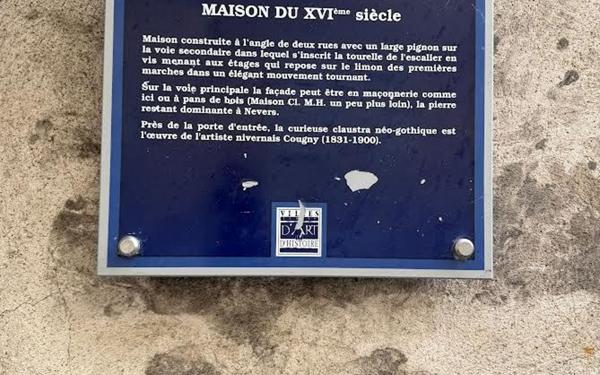 MAISON DU XVIème siècle
Maison construite à l'angle de deux rues avec un large pignon sur
la voie secondaire dans lequel s'inscrit la tourelle de l'escalier en
vis menant aux étages qui repose sur le limon des premières
marches dans un élégant mouvement tournant.
Sur la voie principale la façade peut être en maçonnerie comme
ici ou à pans de bois (Maison Cl. M.H. un peu plus loin), la pierre
restant dominante à Nevers.
Près de la porte d'entrée, la curieuse claustra néo-gothique est
l'œuvre de l'artiste nivernais Cougny (1831-1900).
VILLES
D'ART
& D'HISTOIRE